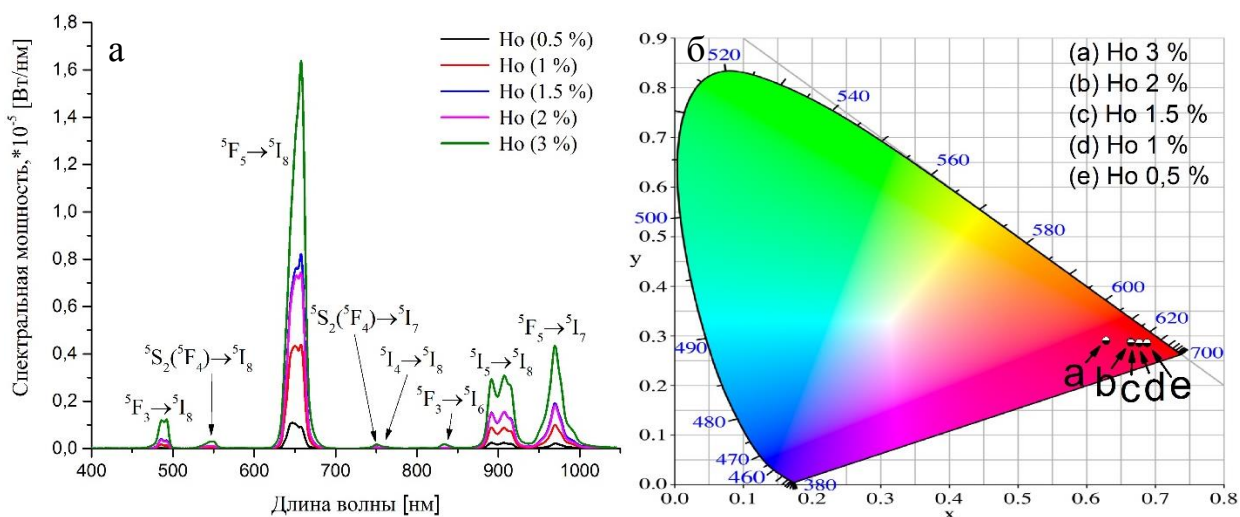 а
Спектральная мощность,*10⁻⁵ [Вт/нм]
1,8
1,6
1,4
1,2
1,0
0,8
0,6
0,4
0,2
0,0
400 500 600 700 800 900 1000
Длина волны [нм]
Ho (0.5 %)
Ho (1 %)
Ho (1.5 %)
Ho (2 %)
Ho (3 %)
⁵F₅→⁵I₈
⁵S₂(⁵F₄)→⁵I₇
⁵F₅→⁵I₇
⁵S₂(⁵F₄)→⁵I₈
⁵I₄→⁵I₈
⁵I₅→⁵I₈
⁵F₃→⁵I₈
⁵F₃→⁵I₆
б
(a) Ho 3 %
(b) Ho 2 %
(c) Ho 1.5 %
(d) Ho 1 %
(e) Ho 0,5 %
y
0.9
0.8
0.7
0.6
0.5
0.4
0.3
0.2
0.1
0.0
0.0 0.1 0.2 0.3 0.4 0.5 0.6 0.7 0.8
x
520
540
560
580
600
620
700
500
490
480
470
460
380
a b c d e